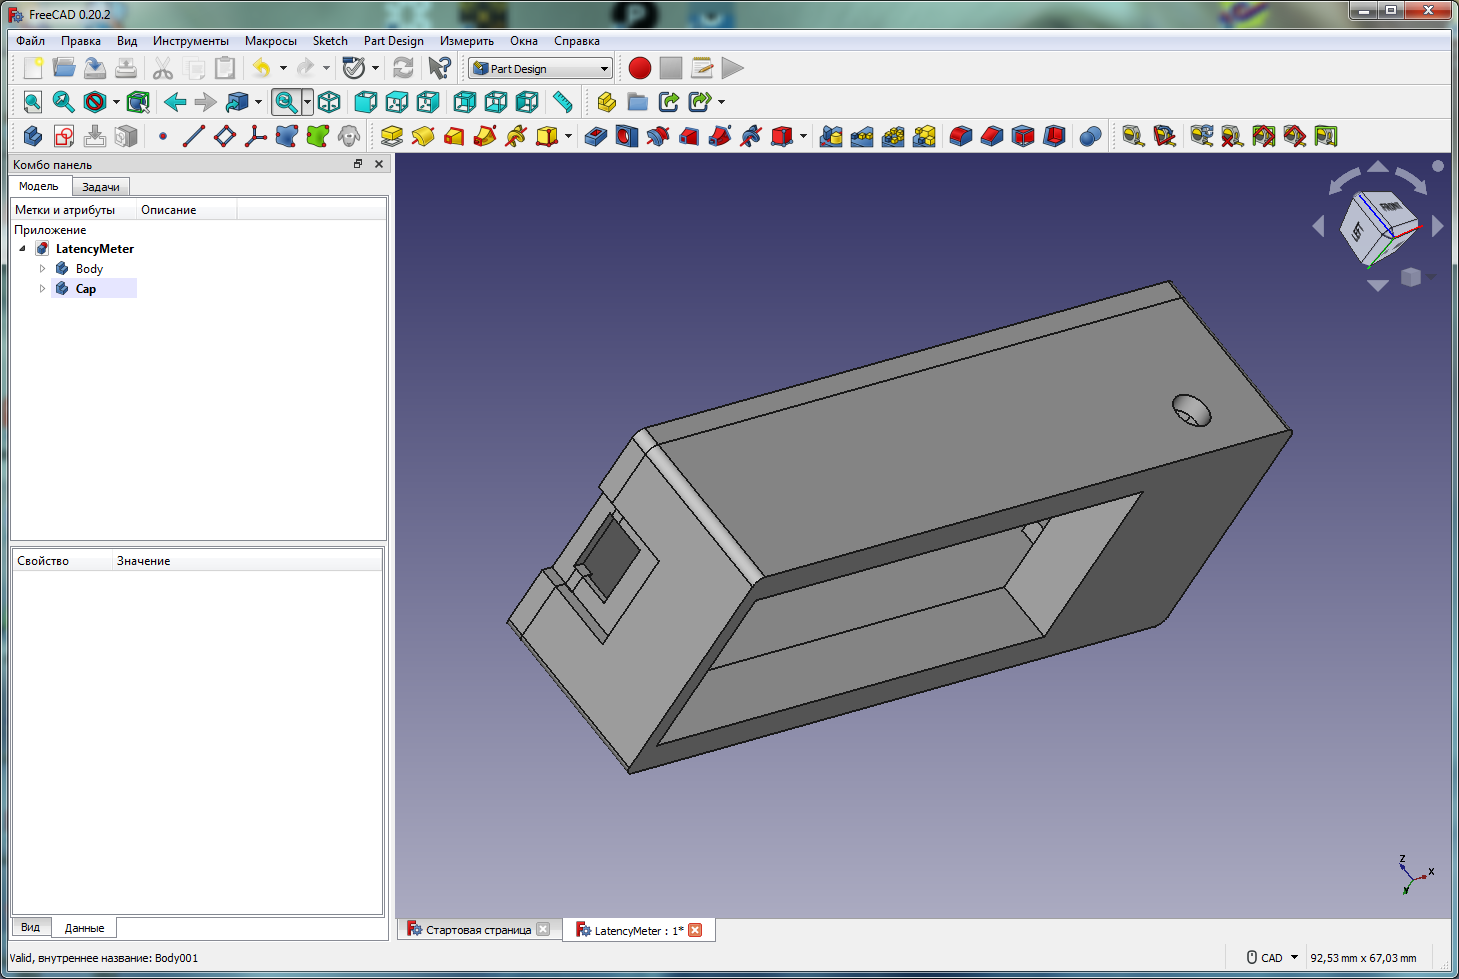 FreeCAD 0.20.2
Файл Правка Вид Инструменты Макросы Sketch Part Design Измерить Окна Справка
Part Design
Комбо панель
Модель Задачи
Метки и атрибуты Описание
Приложение
LatencyMeter
Body
Cap
Свойство Значение
FRONT
LEFT
Z
X
Y
Вид Данные
Стартовая страница LatencyMeter : 1*
Valid, внутреннее название: Body001
CAD 92,53 mm x 67,03 mm